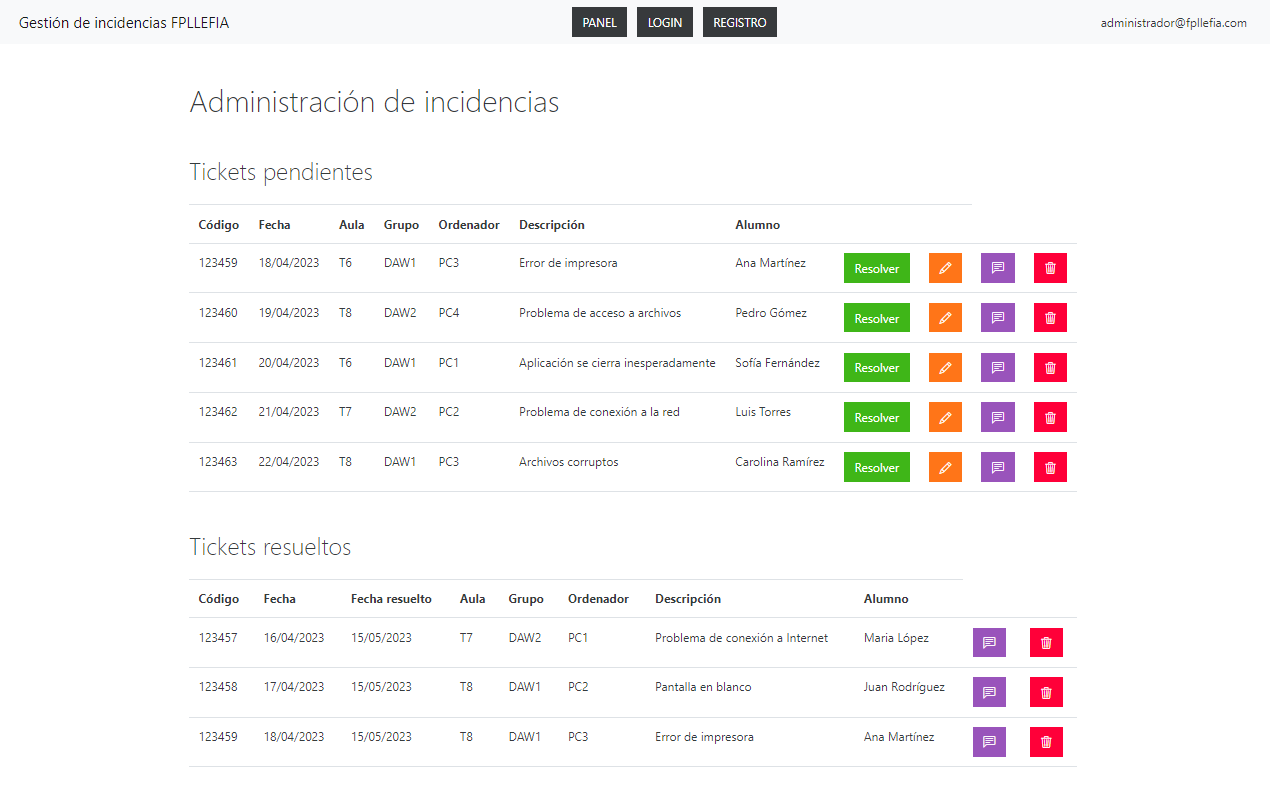 Gestión de incidencias FPLLEFIA PANEL LOGIN REGISTRO administrador@fpllefia.com
Administración de incidencias
Tickets pendientes
Código Fecha Aula Grupo Ordenador Descripción Alumno
123459 18/04/2023 T6 DAW1 PC3 Error de impresora Ana Martínez Resolver
123460 19/04/2023 T8 DAW2 PC4 Problema de acceso a archivos Pedro Gómez Resolver
123461 20/04/2023 T6 DAW1 PC1 Aplicación se cierra inesperadamente Sofía Fernández Resolver
123462 21/04/2023 T7 DAW2 PC2 Problema de conexión a la red Luis Torres Resolver
123463 22/04/2023 T8 DAW1 PC3 Archivos corruptos Carolina Ramírez Resolver
Tickets resueltos
Código Fecha Fecha resuelto Aula Grupo Ordenador Descripción Alumno
123457 16/04/2023 15/05/2023 T7 DAW2 PC1 Problema de conexión a Internet Maria López
123458 17/04/2023 15/05/2023 T8 DAW1 PC2 Pantalla en blanco Juan Rodríguez
123459 18/04/2023 15/05/2023 T8 DAW1 PC3 Error de impresora Ana Martínez